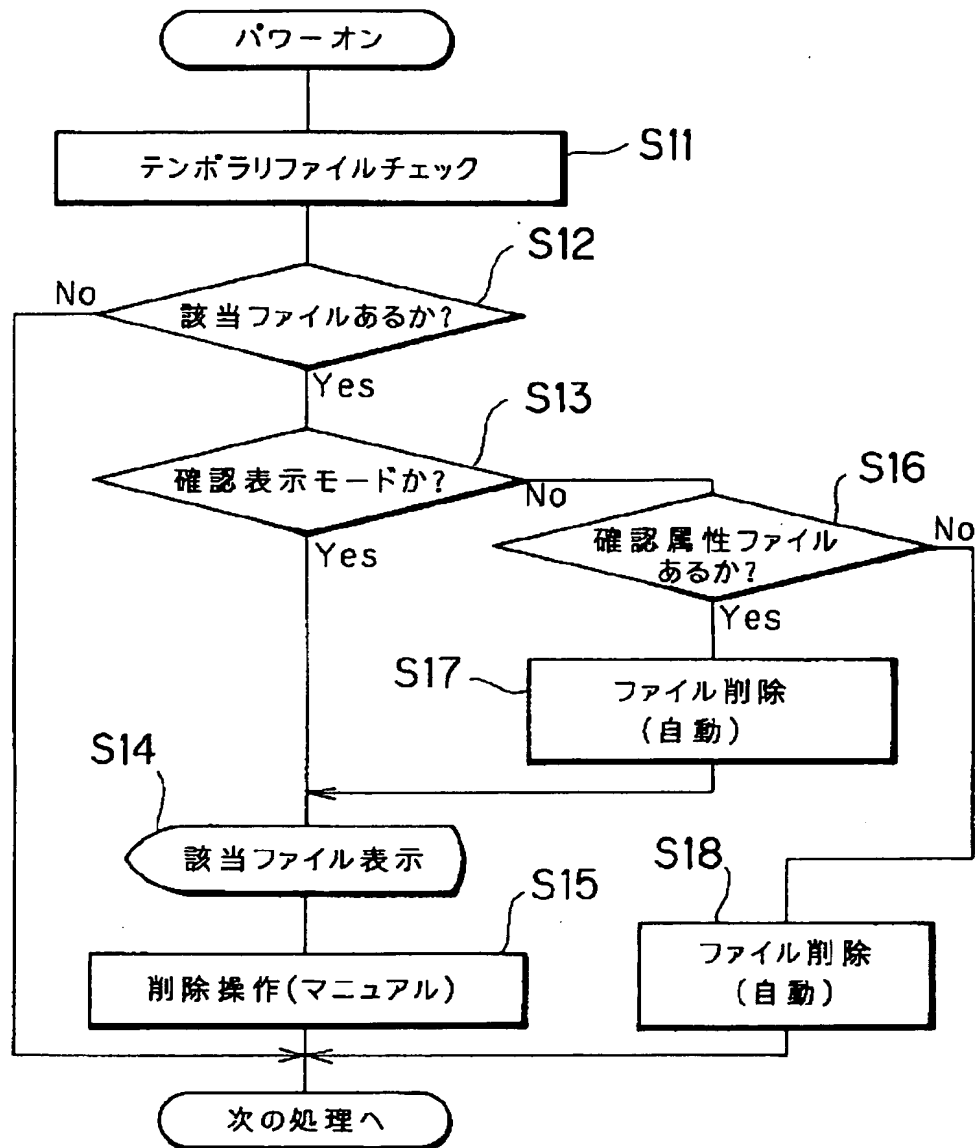 パワーオン
テンポラリファイルチェック
S11
S12
No
該当ファイルあるか?
Yes
S13
確認表示モードか?
No
Yes
S16
No
確認属性ファイル
あるか?
Yes
S17
ファイル削除
(自動)
S14
該当ファイル表示
S15
S18
削除操作(マニュアル)
ファイル削除
(自動)
次の処理へ